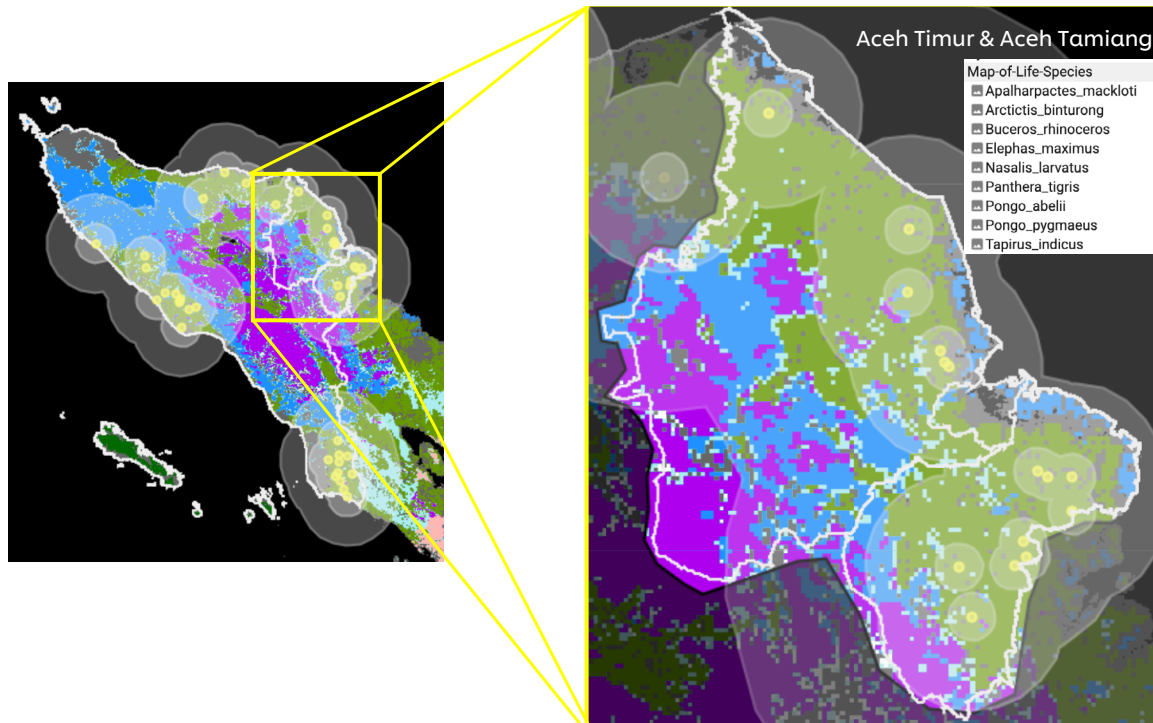 Aceh Timur & Aceh Tamiang
Map-of-Life-Species
Apalharpactes_mackloti
Arctictis_binturong
Buceros_rhinoceros
Elephas_maximus
Nasalis_larvatus
Panthera_tigris
Pongo_abelii
Pongo_pygmaeus
Tapirus_indicus